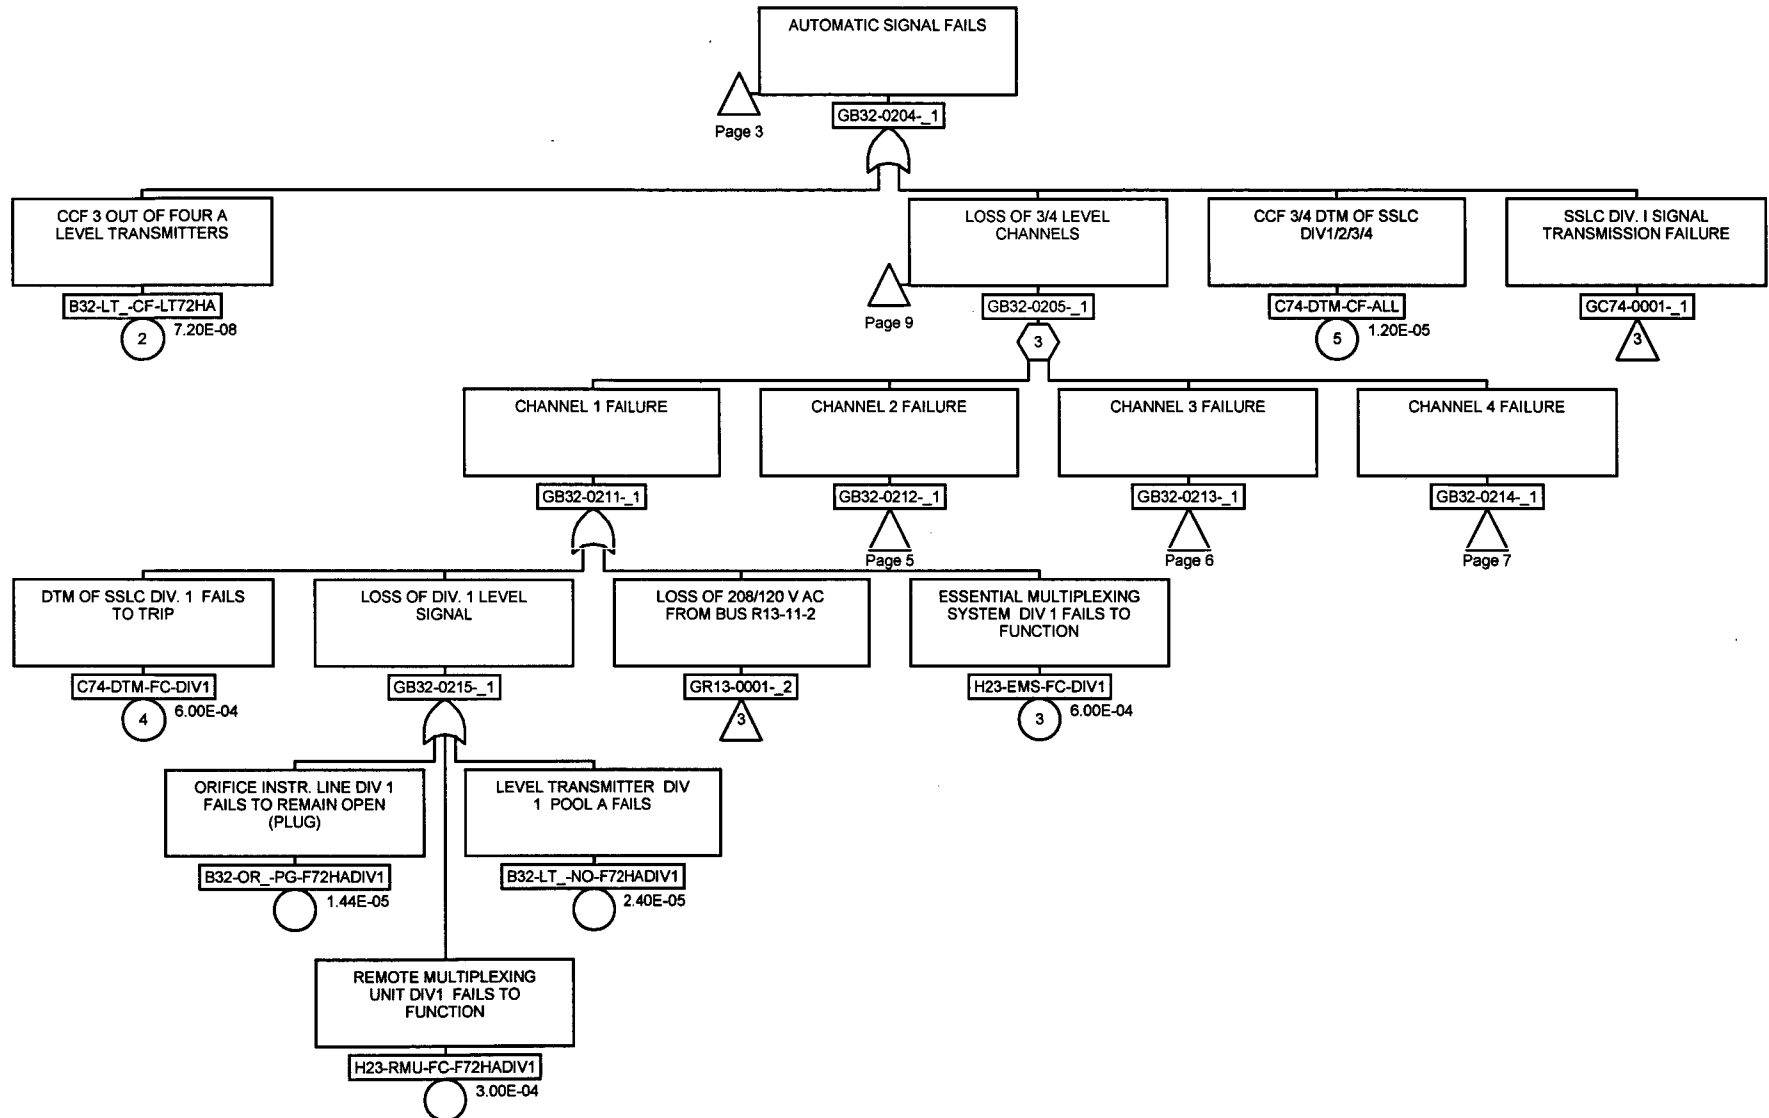 AUTOMATIC SIGNAL FAILS
Page 3
GB32-0204-_1
CCF 3 OUT OF FOUR A
LEVEL TRANSMITTERS
B32-LT_-CF-LT72HA
2
7.20E-08
LOSS OF 3/4 LEVEL
CHANNELS
Page 9
GB32-0205-_1
3
CCF 3/4 DTM OF SSLC
DIV1/2/3/4
C74-DTM-CF-ALL
5
1.20E-05
SSLC DIV. I SIGNAL
TRANSMISSION FAILURE
GC74-0001-_1
3
CHANNEL 1 FAILURE
GB32-0211-_1
CHANNEL 2 FAILURE
GB32-0212-_1
Page 5
CHANNEL 3 FAILURE
GB32-0213-_1
Page 6
CHANNEL 4 FAILURE
GB32-0214-_1
Page 7
DTM OF SSLC DIV. 1 FAILS
TO TRIP
C74-DTM-FC-DIV1
4
6.00E-04
LOSS OF DIV. 1 LEVEL
SIGNAL
GB32-0215-_1
LOSS OF 208/120 V AC
FROM BUS R13-11-2
GR13-0001-_2
3
ESSENTIAL MULTIPLEXING
SYSTEM DIV 1 FAILS TO
FUNCTION
H23-EMS-FC-DIV1
3
6.00E-04
ORIFICE INSTR. LINE DIV 1
FAILS TO REMAIN OPEN
(PLUG)
B32-OR_-PG-F72HADIV1
1.44E-05
LEVEL TRANSMITTER DIV
1 POOL A FAILS
B32-LT_-NO-F72HADIV1
2.40E-05
REMOTE MULTIPLEXING
UNIT DIV1 FAILS TO
FUNCTION
H23-RMU-FC-F72HADIV1
3.00E-04